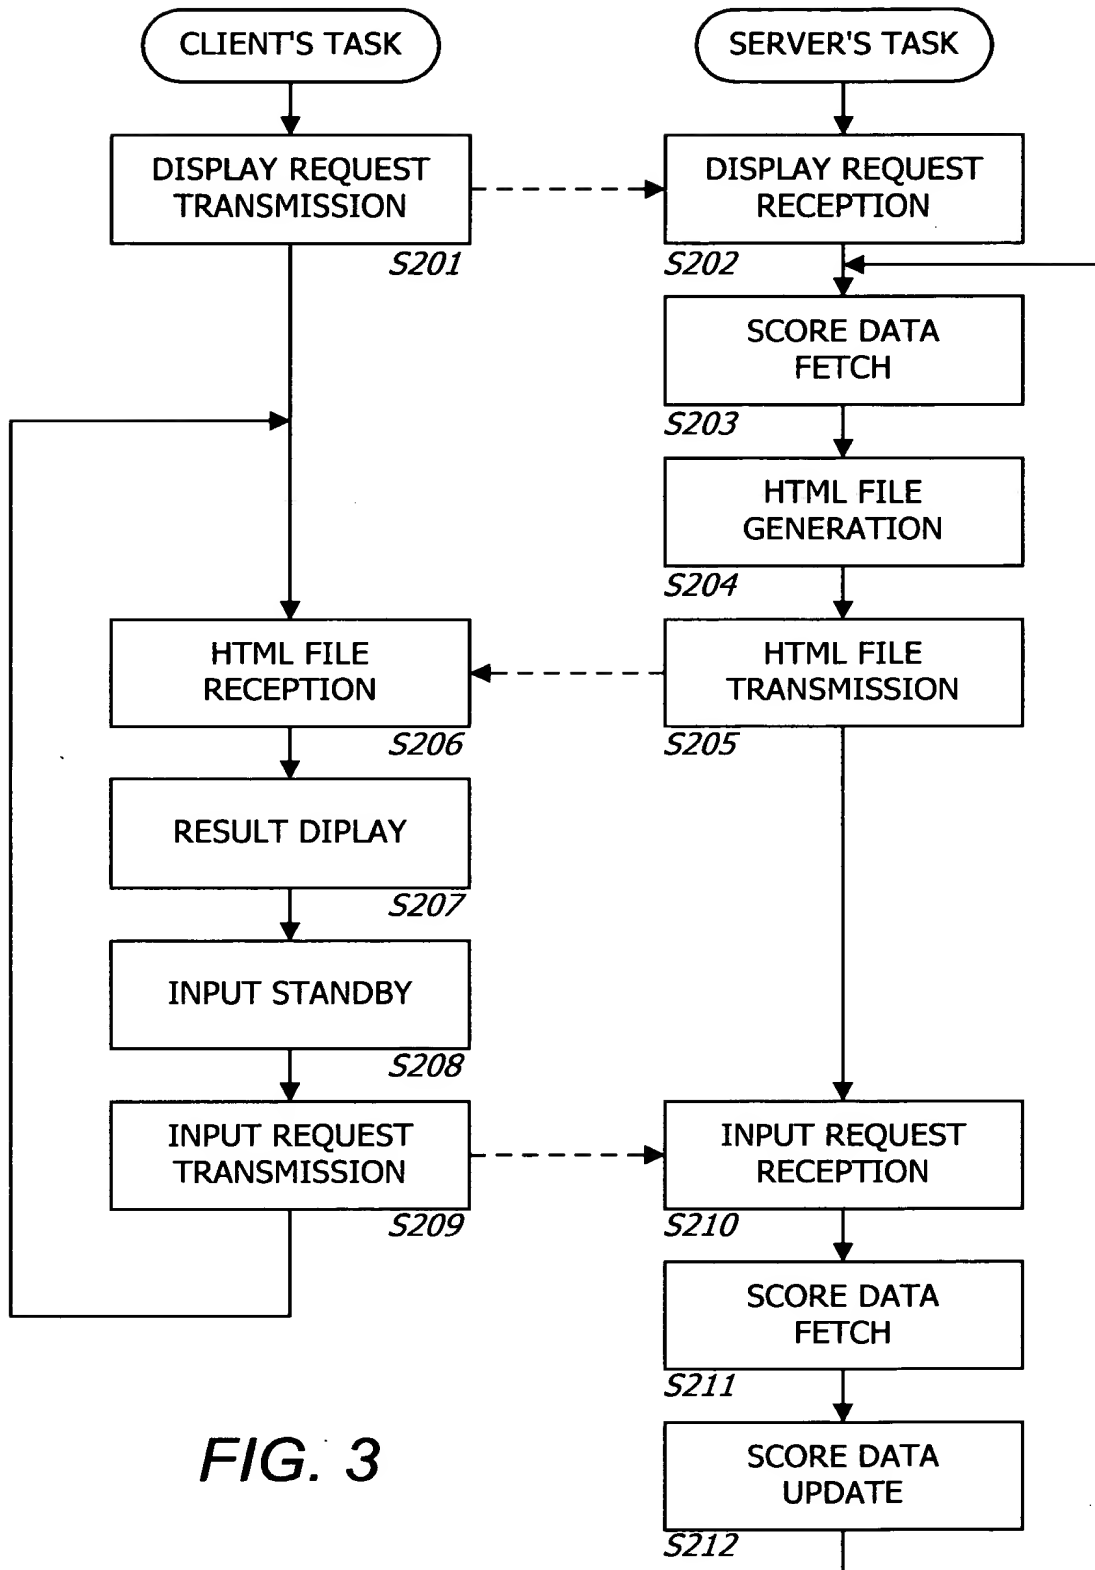 CLIENT'S TASK
SERVER'S TASK
DISPLAY REQUEST
TRANSMISSION
S201
DISPLAY REQUEST
RECEPTION
S202
SCORE DATA
FETCH
S203
HTML FILE
GENERATION
S204
HTML FILE
TRANSMISSION
S205
HTML FILE
RECEPTION
S206
RESULT DIPLAY
S207
INPUT STANDBY
S208
INPUT REQUEST
TRANSMISSION
S209
INPUT REQUEST
RECEPTION
S210
SCORE DATA
FETCH
S211
SCORE DATA
UPDATE
S212
FIG. 3